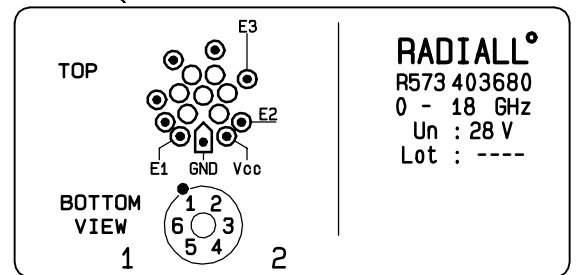 E3
TOP
E2
E1 GND Vcc
BOTTOM
VIEW
1 2
6 3
5 4
1 2
RADIALL°
R573 403680
0 - 18 GHz
Un : 28 V
Lot : ----